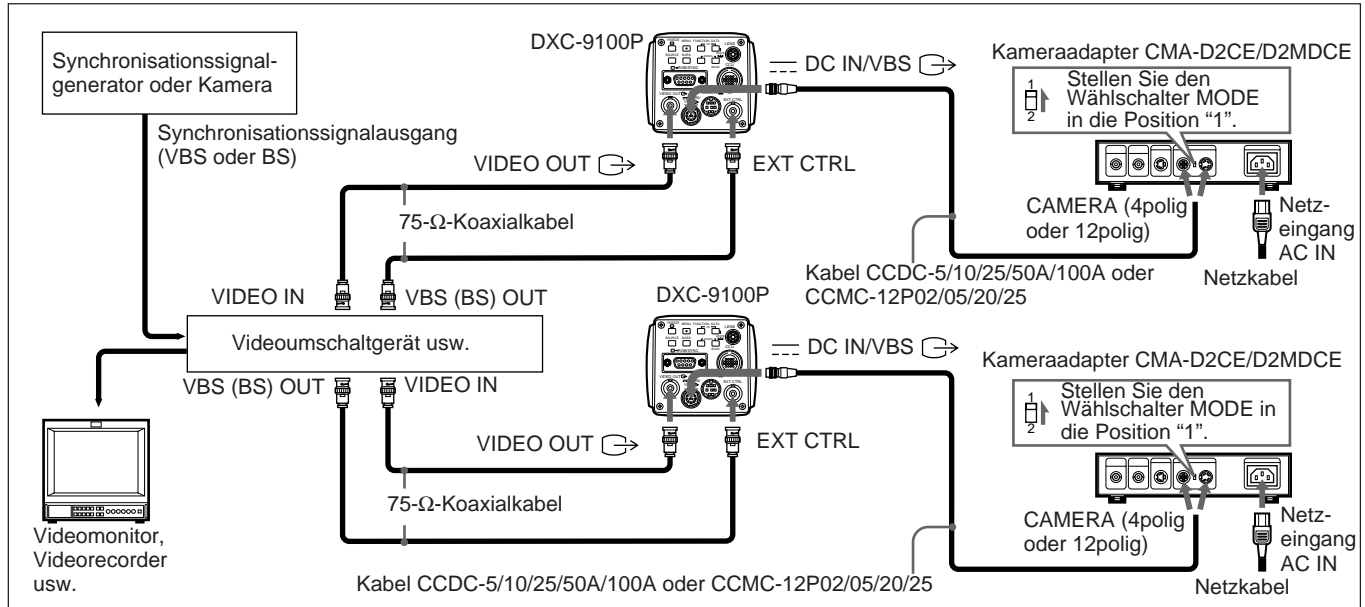 Synchronisationssignal-
generator oder Kamera
Synchronisationssignalausgang
(VBS oder BS)
DXC-9100P
DC IN/VBS
VIDEO OUT
EXT CTRL
75-Ω-Koaxialkabel
Kameraadapter CMA-D2CE/D2MDCE
1
2
Stellen Sie den
Wählschalter MODE
in die Position “1”.
CAMERA (4polig
oder 12polig)
Netz-
eingang
AC IN
Netzkabel
Kabel CCDC-5/10/25/50A/100A oder
CCMC-12P02/05/20/25
VIDEO IN
VBS (BS) OUT
Videoumschaltgerät usw.
VBS (BS) OUT
VIDEO IN
DXC-9100P
DC IN/VBS
VIDEO OUT
EXT CTRL
75-Ω-Koaxialkabel
Kameraadapter CMA-D2CE/D2MDCE
1
2
Stellen Sie den
Wählschalter MODE in
die Position “1”.
CAMERA (4polig
oder 12polig)
Netz-
eingang
AC IN
Netzkabel
Videomonitor,
Videorecorder
usw.
Kabel CCDC-5/10/25/50A/100A oder CCMC-12P02/05/20/25